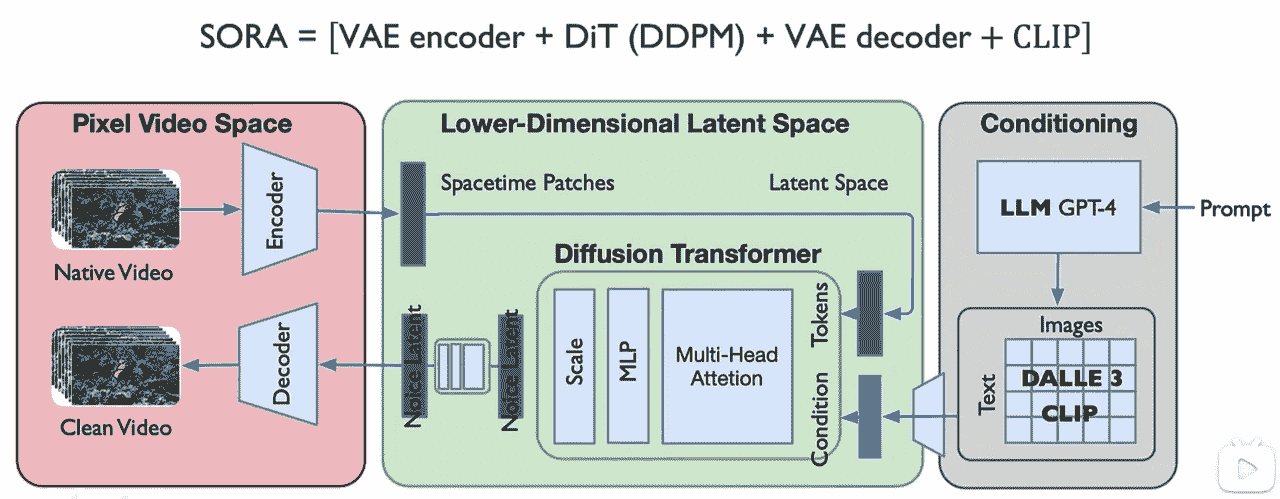 SORA = [VAE encoder + DiT (DDPM) + VAE decoder + CLIP]
Pixel Video Space
Native Video
Encoder
Clean Video
Decoder
Lower-Dimensional Latent Space
Spacetime Patches
Latent Space
Diffusion Transformer
Noice Latent
Noice Latent
Scale
MLP
Multi-Head
Attetion
Tokens
Condition
Conditioning
LLM GPT-4
Prompt
Images
Text
DALLE 3
CLIP